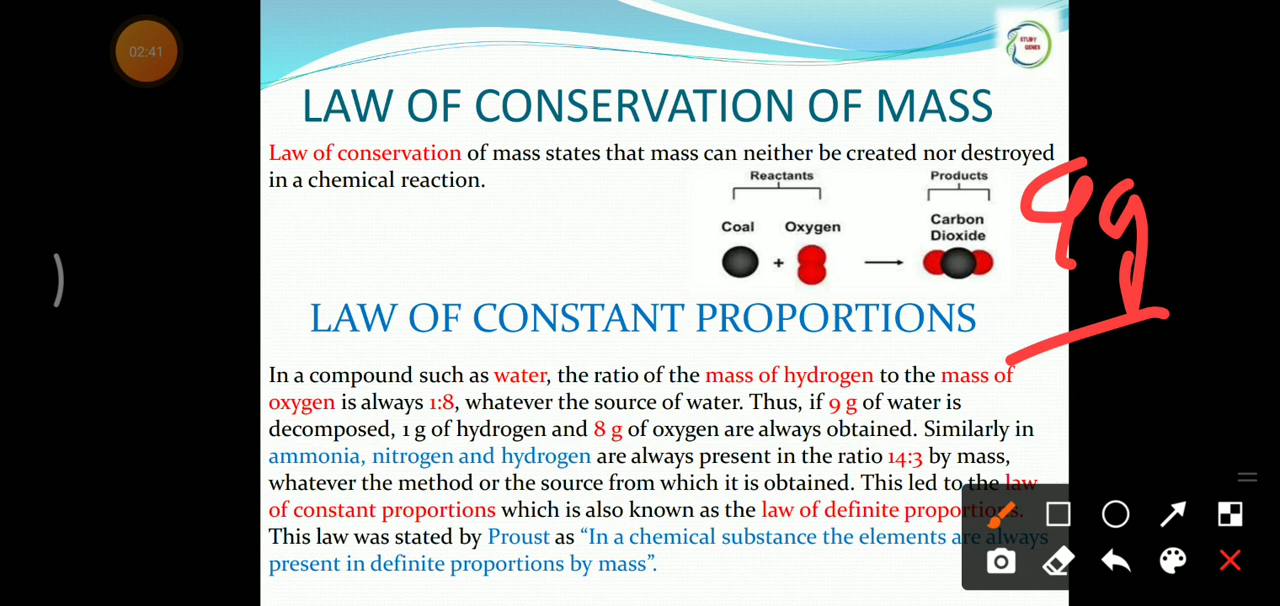 02:41
STUDY
GENES
LAW OF CONSERVATION OF MASS
Law of conservation of mass states that mass can neither be created nor destroyed
in a chemical reaction.
Reactants
Products
Coal
Oxygen
Carbon
Dioxide
+
9g
LAW OF CONSTANT PROPORTIONS
In a compound such as water, the ratio of the mass of hydrogen to the mass of
oxygen is always 1:8, whatever the source of water. Thus, if 9 g of water is
decomposed, 1 g of hydrogen and 8 g of oxygen are always obtained. Similarly in
ammonia, nitrogen and hydrogen are always present in the ratio 14:3 by mass,
whatever the method or the source from which it is obtained. This led to the law
of constant proportions which is also known as the law of definite proportions.
This law was stated by Proust as “In a chemical substance the elements are always
present in definite proportions by mass”.